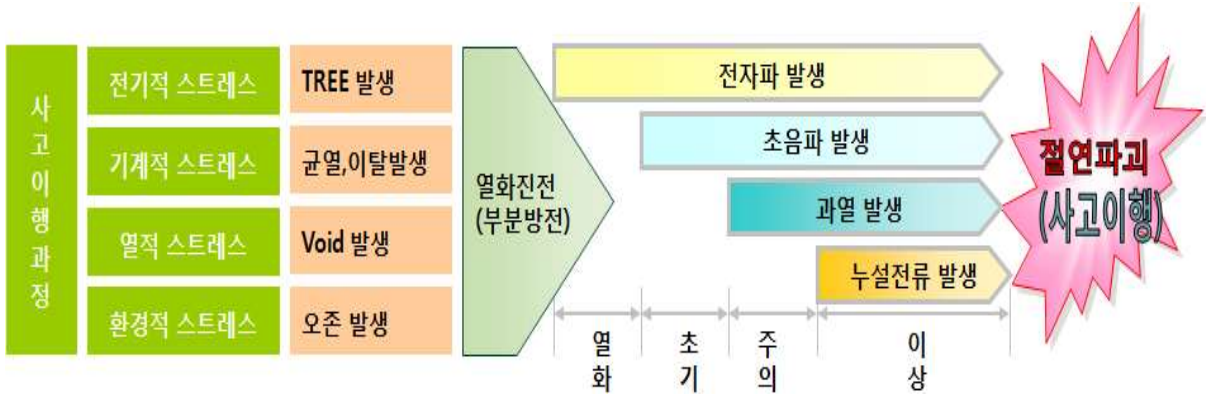 사고이행과정
전기적 스트레스
TREE 발생
기계적 스트레스
균열,이탈발생
열적 스트레스
Void 발생
환경적 스트레스
오존 발생
열화진전
(부분방전)
전자파 발생
초음파 발생
과열 발생
누설전류 발생
열화
초기
주의
이상
절연파괴
(사고이행)